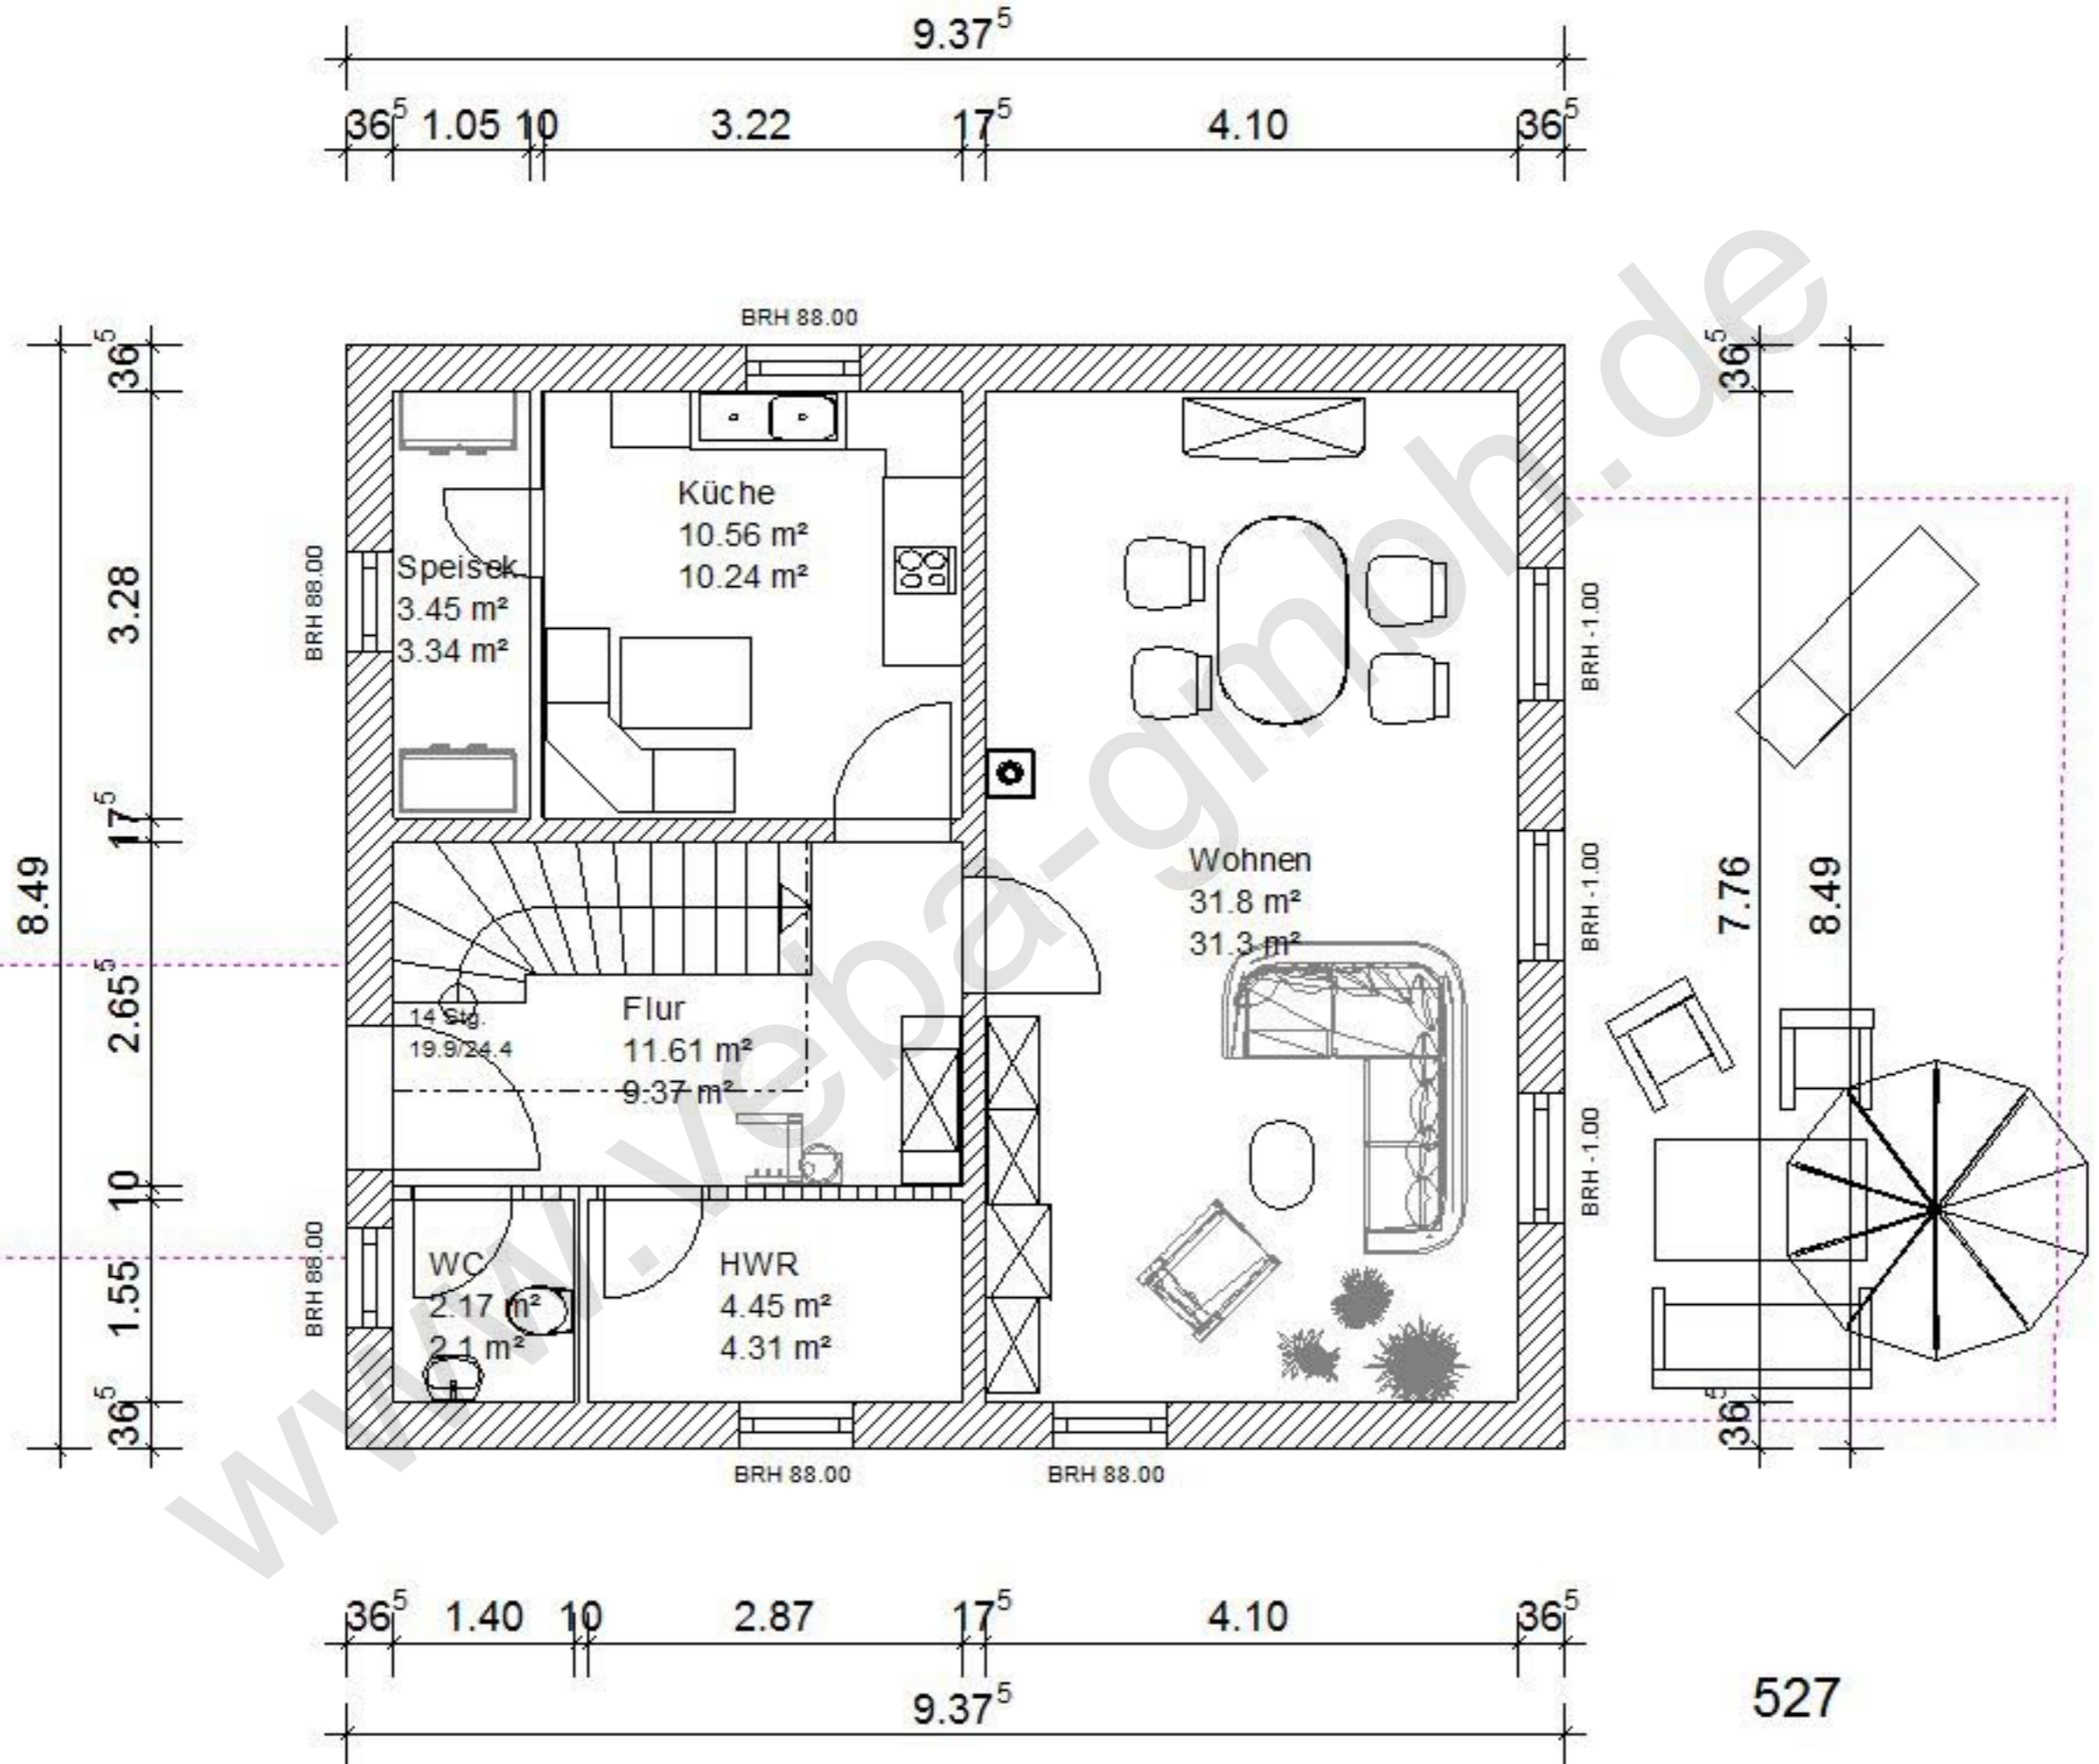 9.37⁵
36⁵ 1.05 10 3.22 17⁵ 4.10 36⁵
BRH 88.00
36⁵
3.28
17⁵
2.65⁵
10
1.55
36⁵
8.49
BRH 88.00
BRH 88.00
Küche
10.56 m²
10.24 m²
Speisek
3.45 m²
3.34 m²
Wohnen
31.8 m²
31.3 m²
14 Stg.
19.9/24.4
Flur
11.61 m²
9.37 m²
WC
2.17 m²
2.1 m²
HWR
4.45 m²
4.31 m²
BRH -1.00
BRH -1.00
BRH -1.00
36⁵
7.76
8.49
36⁵
BRH 88.00
BRH 88.00
36⁵ 1.40 10 2.87 17⁵ 4.10 36⁵
9.37⁵
527
www.veba-gmbh.de